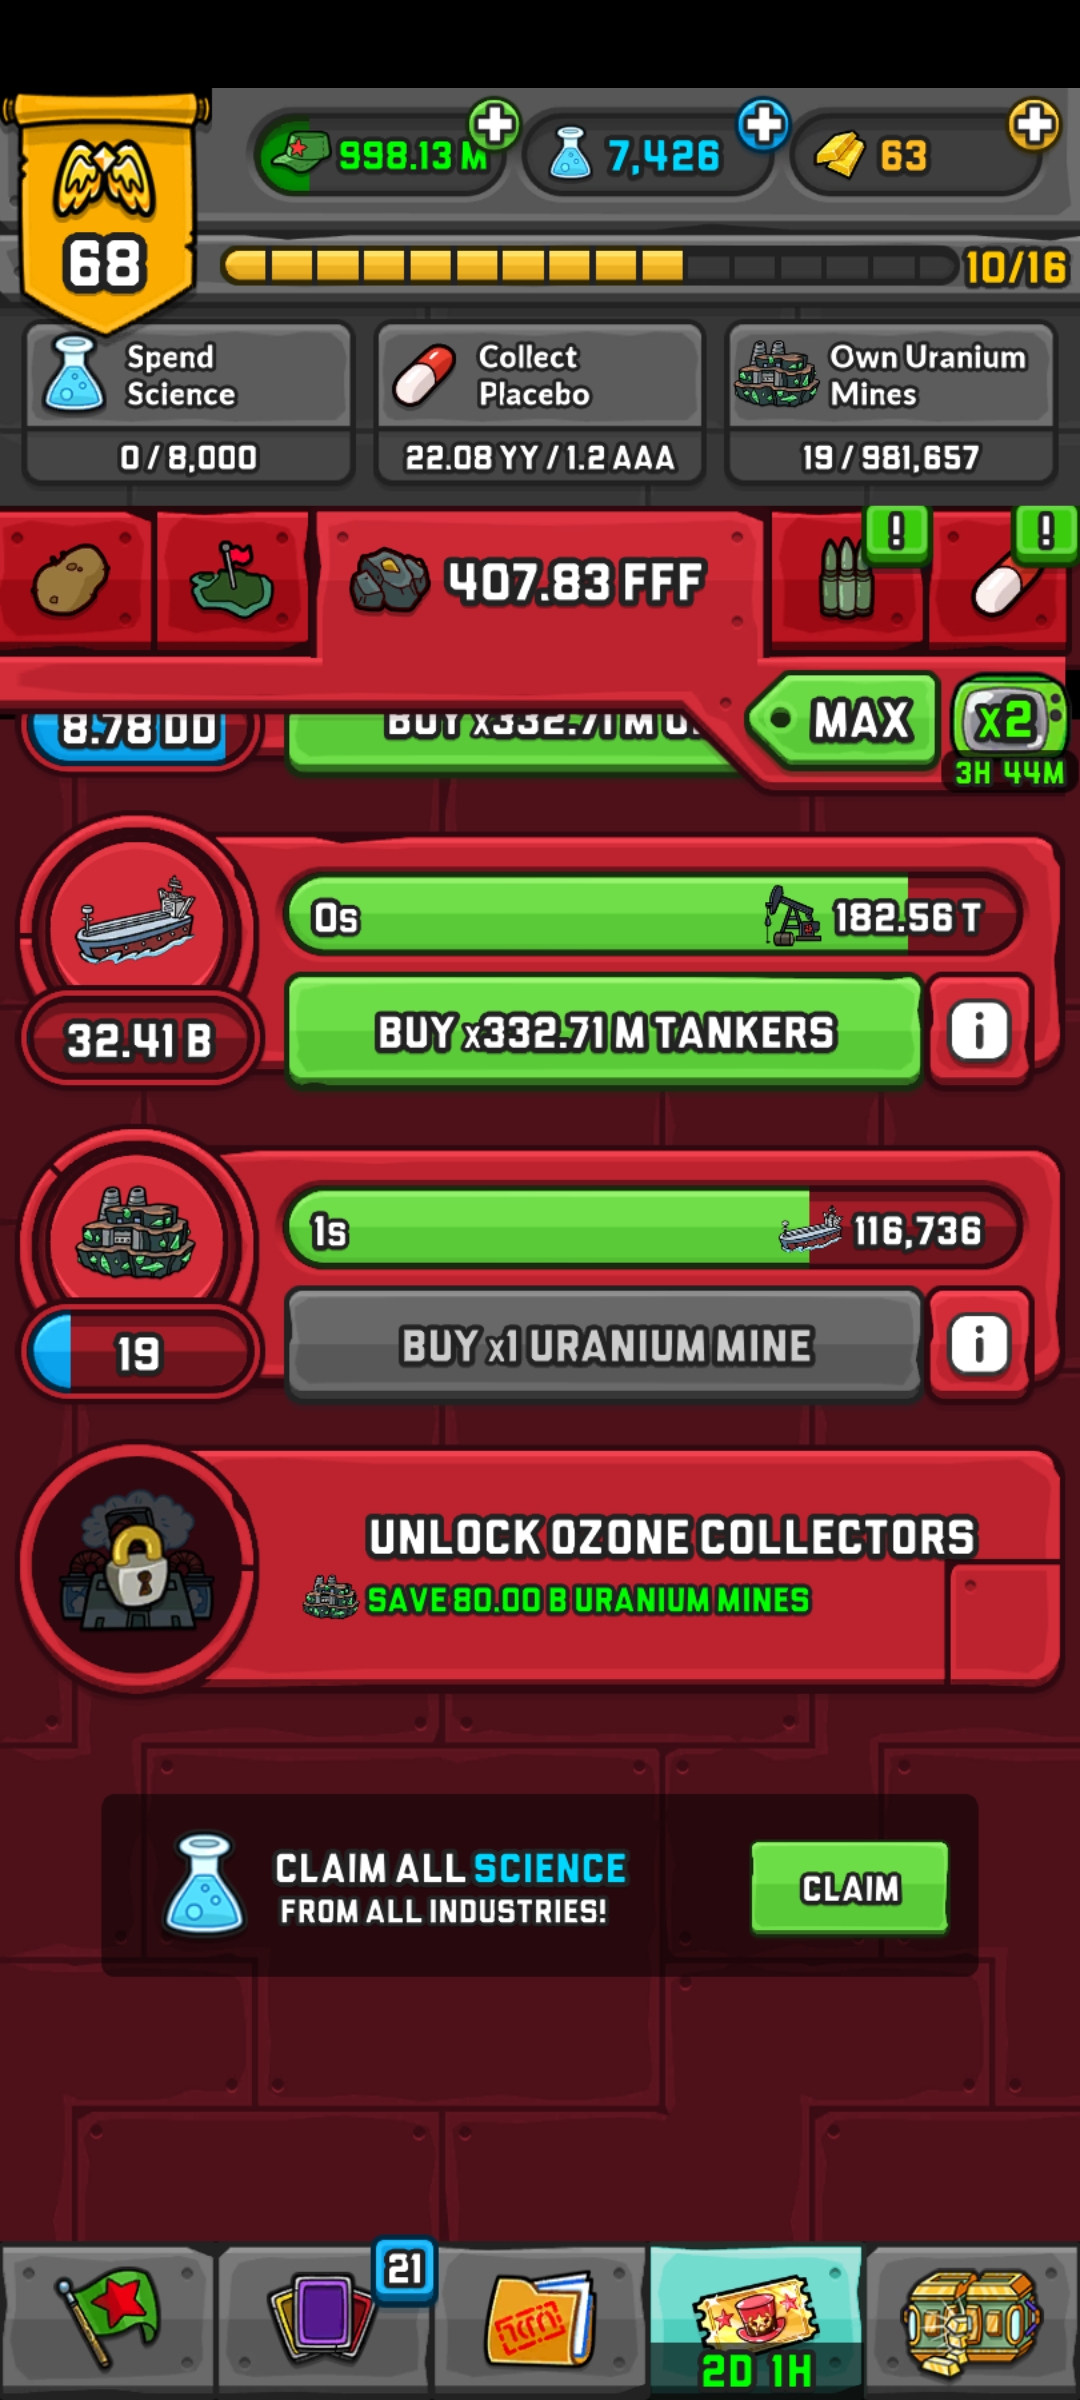 998.13 M
7,426
63
68
10/16
Spend
Science
0 / 8,000
Collect
Placebo
22.08 YY / 1.2 AAA
Own Uranium
Mines
19 / 981,657
407.83 FFF
!
!
MAX
x2
3H 44M
8.78 DD
BUY x332.71 M
0s
182.56 T
32.41 B
BUY x332.71 M TANKERS
i
1s
116,736
19
BUY x1 URANIUM MINE
i
UNLOCK OZONE COLLECTORS
SAVE 80.00 B URANIUM MINES
CLAIM ALL SCIENCE
FROM ALL INDUSTRIES!
CLAIM
21
2D 1H